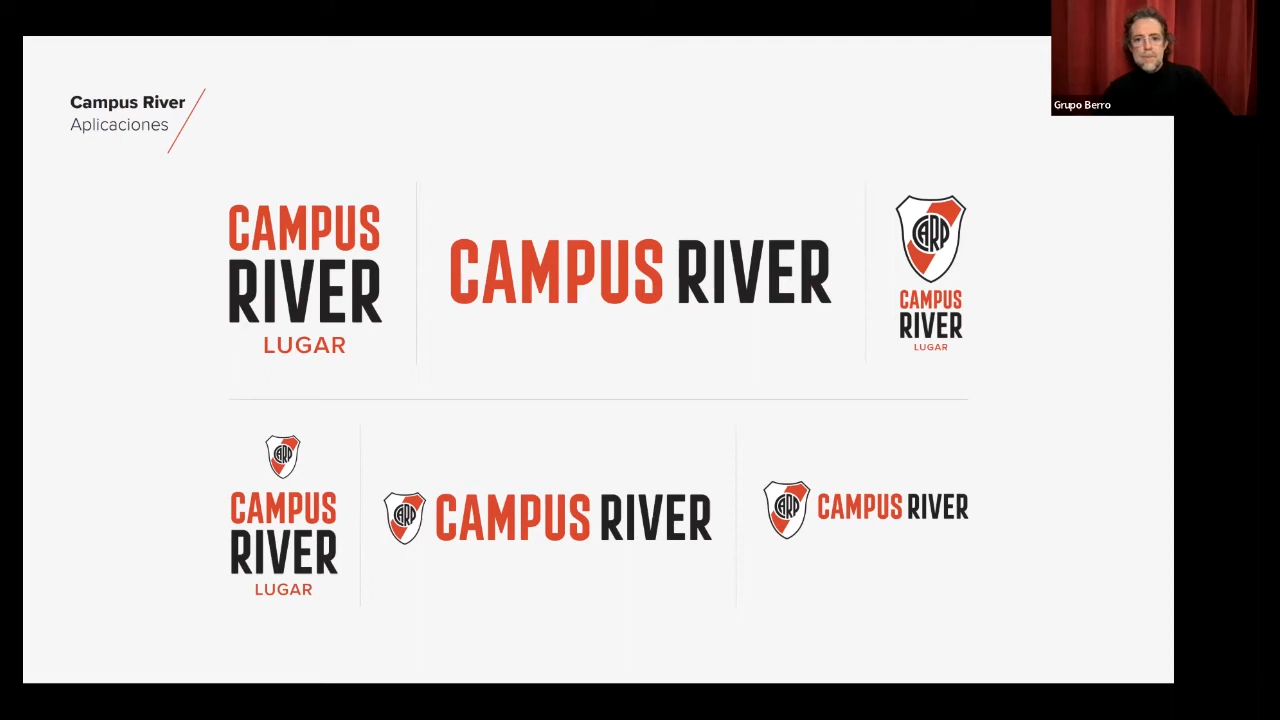 Grupo Berro
Campus River
Aplicaciones
CAMPUS
RIVER
LUGAR
CAMPUS RIVER
CARP
CAMPUS
RIVER
LUGAR
CARP
CAMPUS
RIVER
LUGAR
CARP
CAMPUS RIVER
CARP
CAMPUS RIVER